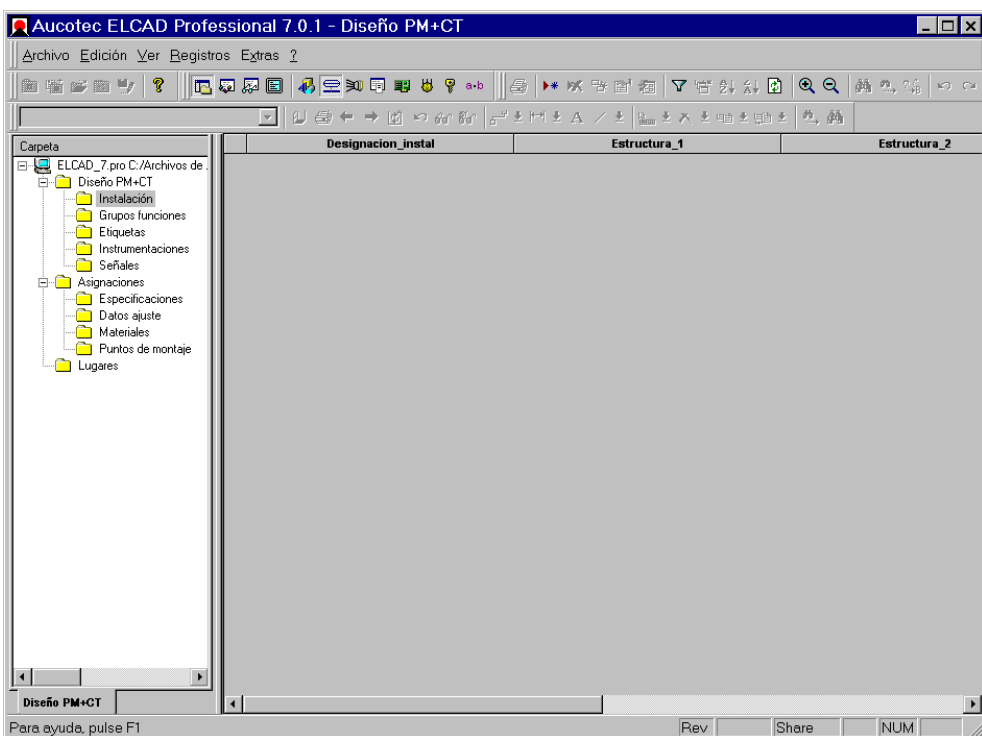 Aucotec ELCAD Professional 7.0.1 - Diseño PM+CT
Archivo Edición Ver Registros Extras ?
Carpeta Designacion_instal Estructura_1 Estructura_2
ELCAD_7.pro C:/Archivos de .
Diseño PM+CT
Instalación
Grupos funciones
Etiquetas
Instrumentaciones
Señales
Asignaciones
Especificaciones
Datos ajuste
Materiales
Puntos de montaje
Lugares
Diseño PM+CT
Para ayuda, pulse F1 Rev Share NUM